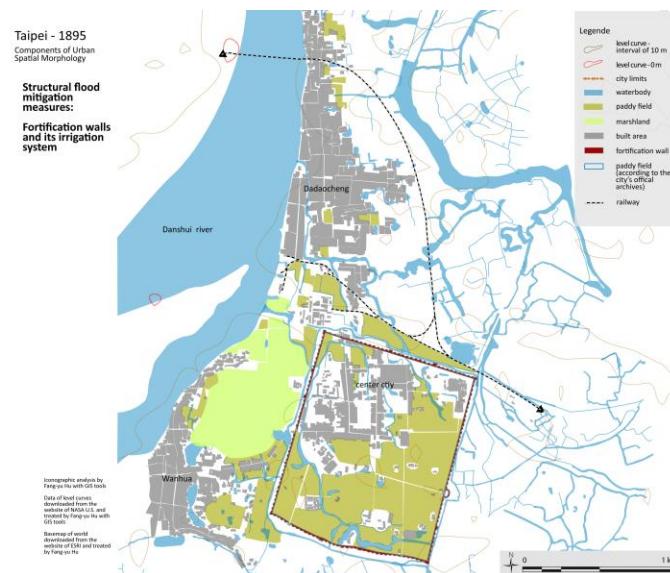 Taipei - 1895
Components of Urban
Spatial Morphology
Structural flood
mitigation
measures:
Fortification walls
and its irrigation
system
Legende
level curve -
interval of 10 m
level curve - 0 m
city limits
waterbody
paddy field
marshland
built area
fortification wall
paddy field
(according to the
city's offical
archives)
railway
Dadaocheng
Danshui river
center ctiy
Wanhua
Iconographic analysis by
Fang-yu Hu with GIS tools
Data of level curves
downloaded from the
website of NASA U.S. and
treated by Fang-yu Hu with
GIS tools
Basemap of world
downloaded from the
website of ESRI and treated
by Fang-yu Hu
N
0
1 k